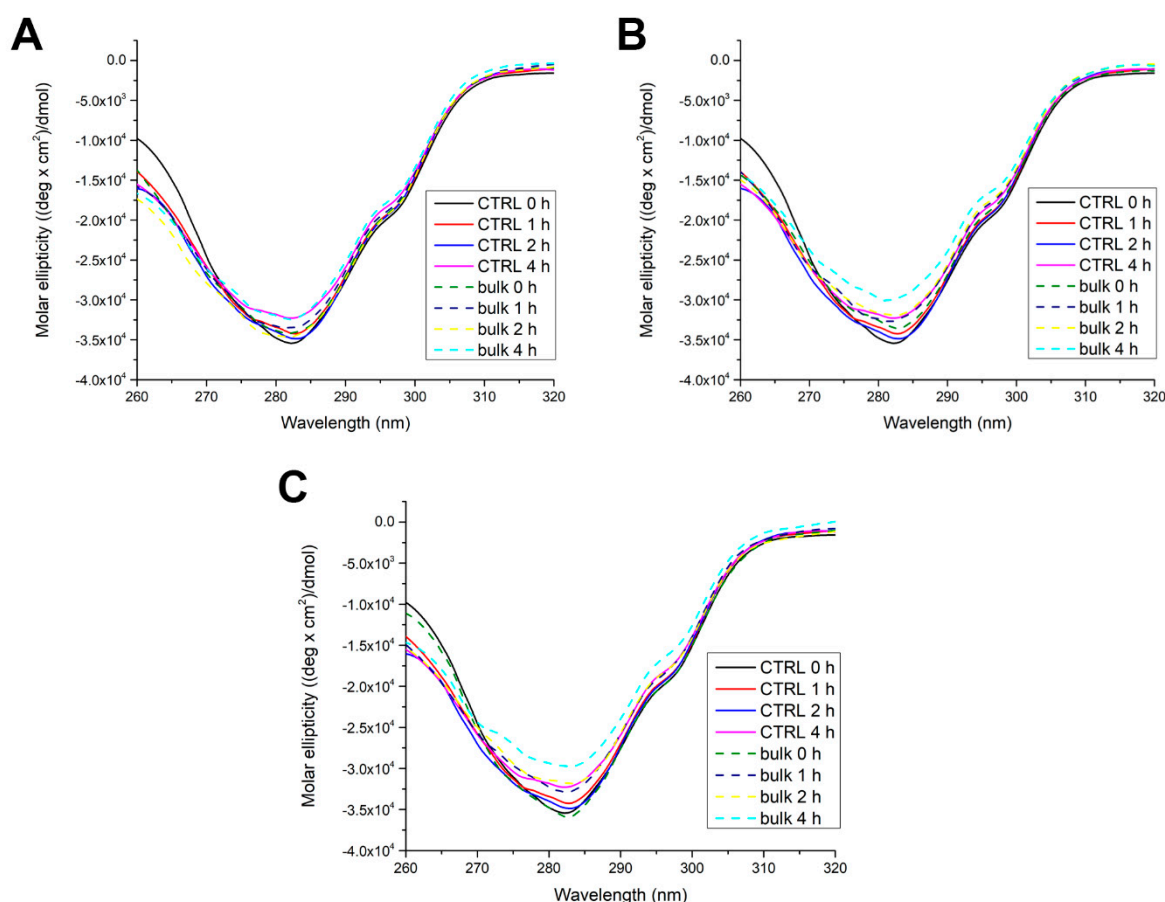 A
Molar ellipticity ((deg x cm²)/dmol)
0.0
-5.0x10³
-1.0x10⁴
-1.5x10⁴
-2.0x10⁴
-2.5x10⁴
-3.0x10⁴
-3.5x10⁴
-4.0x10⁴
260 270 280 290 300 310 320
Wavelength (nm)
CTRL 0 h
CTRL 1 h
CTRL 2 h
CTRL 4 h
bulk 0 h
bulk 1 h
bulk 2 h
bulk 4 h
B
Molar ellipticity ((deg x cm²)/dmol)
0.0
-5.0x10³
-1.0x10⁴
-1.5x10⁴
-2.0x10⁴
-2.5x10⁴
-3.0x10⁴
-3.5x10⁴
-4.0x10⁴
260 270 280 290 300 310 320
Wavelength (nm)
CTRL 0 h
CTRL 1 h
CTRL 2 h
CTRL 4 h
bulk 0 h
bulk 1 h
bulk 2 h
bulk 4 h
C
Molar ellipticity ((deg x cm²)/dmol)
0.0
-5.0x10³
-1.0x10⁴
-1.5x10⁴
-2.0x10⁴
-2.5x10⁴
-3.0x10⁴
-3.5x10⁴
-4.0x10⁴
260 270 280 290 300 310 320
Wavelength (nm)
CTRL 0 h
CTRL 1 h
CTRL 2 h
CTRL 4 h
bulk 0 h
bulk 1 h
bulk 2 h
bulk 4 h